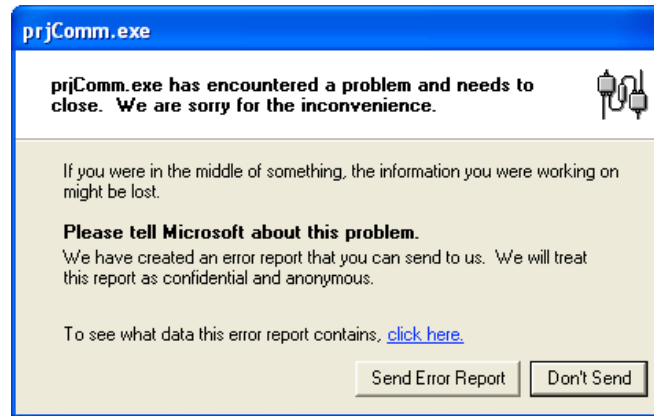 prjComm.exe
prjComm.exe has encountered a problem and needs to
close.  We are sorry for the inconvenience.
If you were in the middle of something, the information you were working on
might be lost.
Please tell Microsoft about this problem.
We have created an error report that you can send to us.  We will treat
this report as confidential and anonymous.
To see what data this error report contains, click here.
Send Error Report
Don't Send